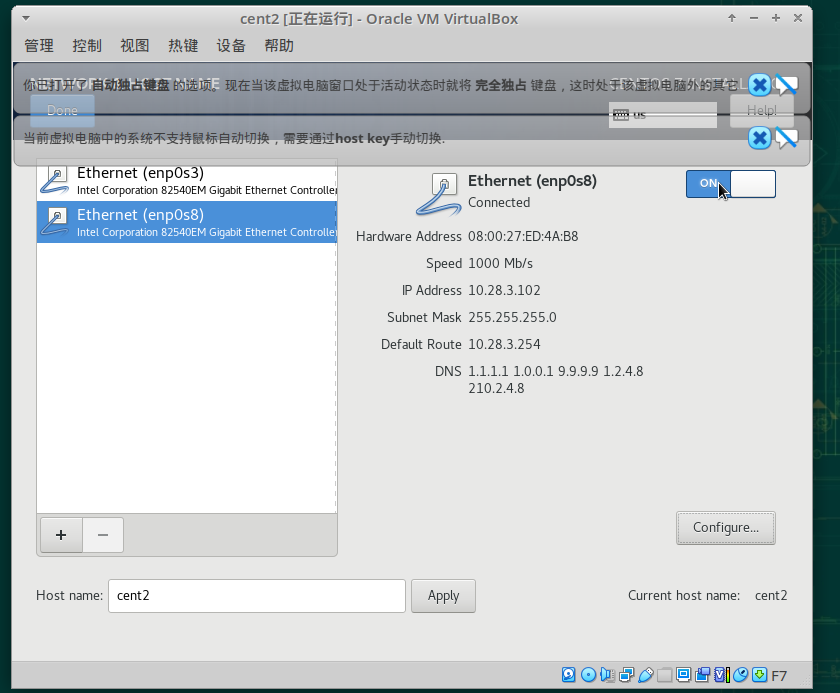 cent2 [正在运行] - Oracle VM VirtualBox
管理 控制 视图 热键 设备 帮助
你已打开了 自动独占键盘 的选项。现在当该虚拟电脑窗口处于活动状态时就将 完全独占 键盘，这时处于该虚拟电脑外的其它
Done
us
Help!
当前虚拟电脑中的系统不支持鼠标自动切换，需要通过host key手动切换.
Ethernet (enp0s3)
Intel Corporation 82540EM Gigabit Ethernet Controller
Ethernet (enp0s8)
Intel Corporation 82540EM Gigabit Ethernet Controlle
Ethernet (enp0s8)
Connected
ON
Hardware Address 08:00:27:ED:4A:B8
Speed 1000 Mb/s
IP Address 10.28.3.102
Subnet Mask 255.255.255.0
Default Route 10.28.3.254
DNS 1.1.1.1 1.0.0.1 9.9.9.9 1.2.4.8
210.2.4.8
+ −
Configure...
Host name: cent2 Apply
Current host name: cent2
F7